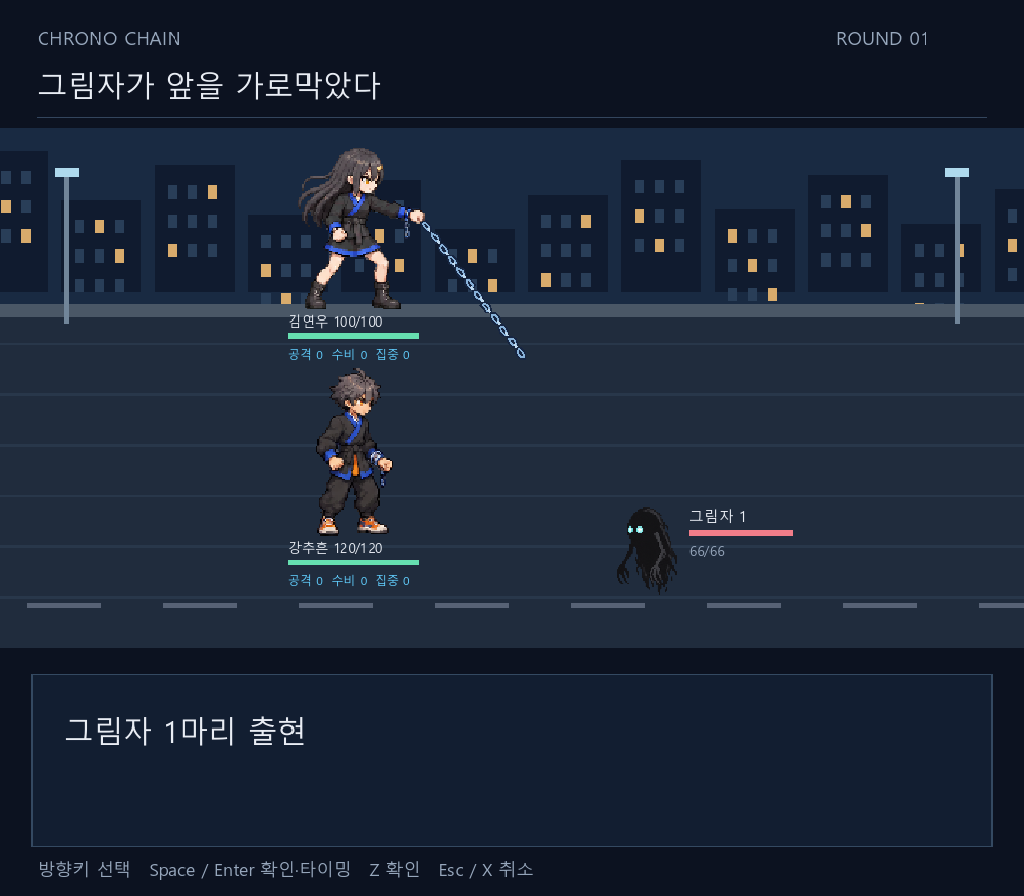 CHRONO CHAIN
ROUND 01
그림자가 앞을 가로막았다
김연우 100/100
공격 0 수비 0 집중 0
강추흔 120/120
공격 0 수비 0 집중 0
그림자 1
66/66
그림자 1마리 출현
방향키 선택 Space / Enter 확인·타이밍 Z 확인 Esc / X 취소